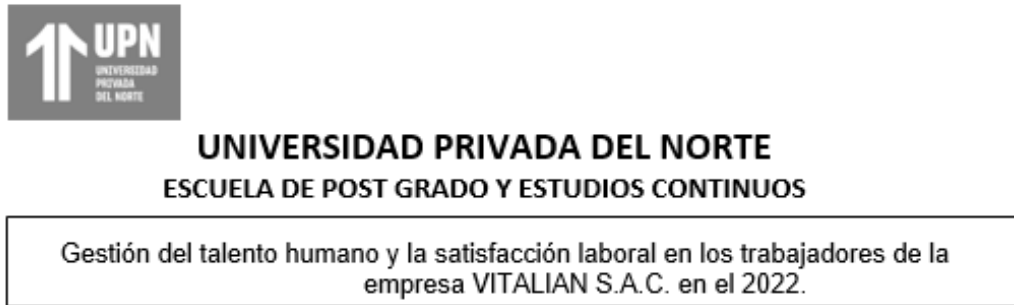 UPN
UNIVERSIDAD
PRIVADA
DEL NORTE
UNIVERSIDAD PRIVADA DEL NORTE
ESCUELA DE POST GRADO Y ESTUDIOS CONTINUOS
Gestión del talento humano y la satisfacción laboral en los trabajadores de la
empresa VITALIAN S.A.C. en el 2022.